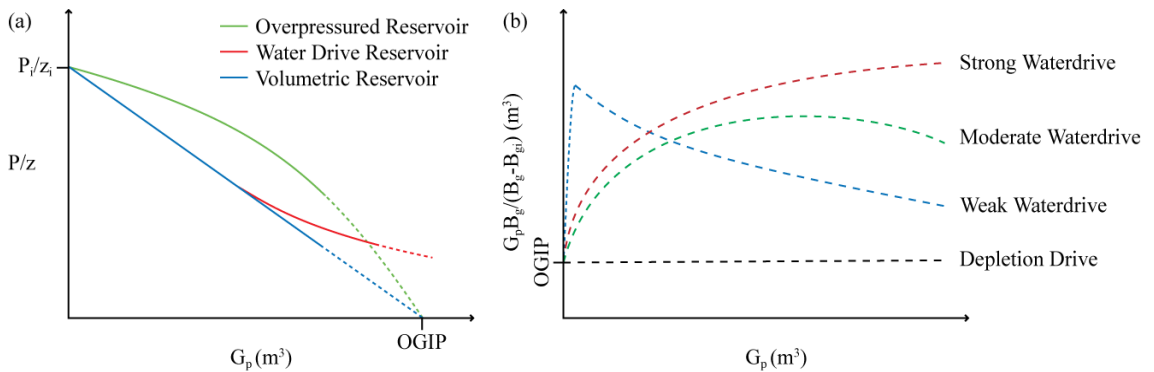 (a)
Overpressured Reservoir
Water Drive Reservoir
Volumetric Reservoir
Pᵢ/zᵢ
P/z
OGIP
Gₚ (m³)
(b)
GₚBg/(Bg-Bgi) (m³)
OGIP
Strong Waterdrive
Moderate Waterdrive
Weak Waterdrive
Depletion Drive
Gₚ (m³)